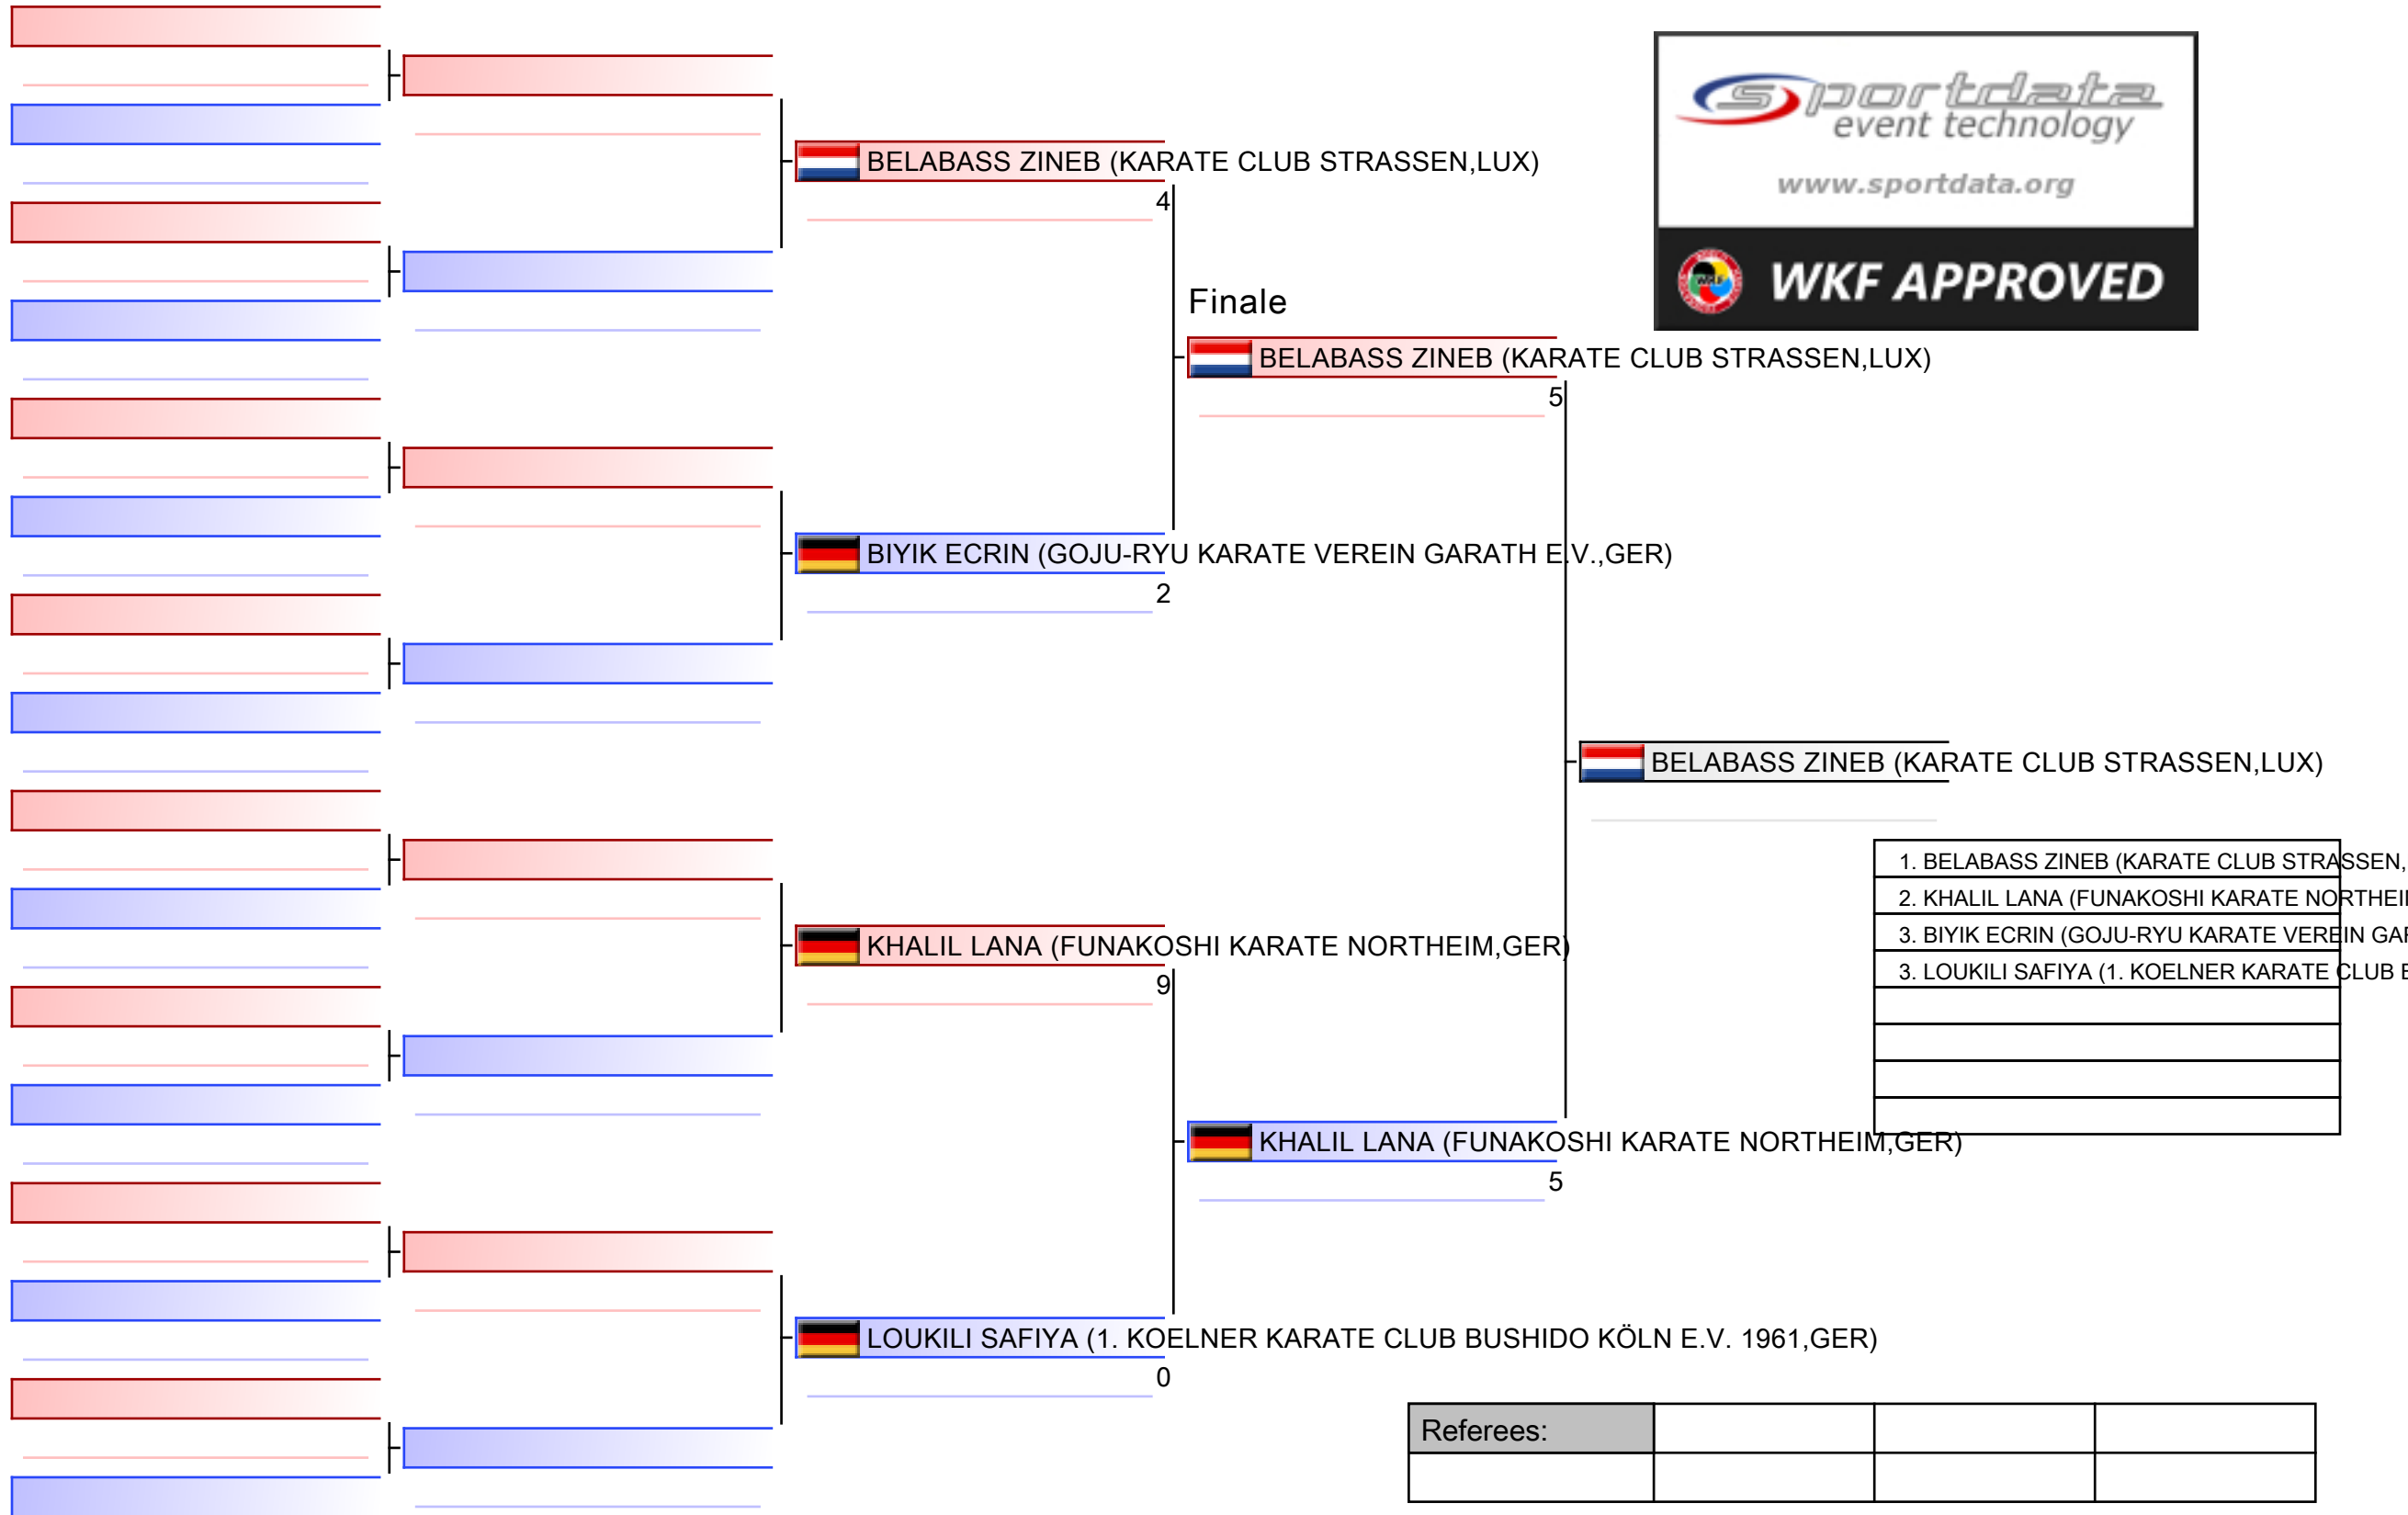 sportdata
event technology
www.sportdata.org
WKF APPROVED
BELABASS ZINEB (KARATE CLUB STRASSEN,LUX)
4
Finale
BELABASS ZINEB (KARATE CLUB STRASSEN,LUX)
5
BIYIK ECRIN (GOJU-RYU KARATE VEREIN GARATH E.V.,GER)
2
BELABASS ZINEB (KARATE CLUB STRASSEN,LUX)
1. BELABASS ZINEB (KARATE CLUB STRASSEN,
2. KHALIL LANA (FUNAKOSHI KARATE NORTHEI
3. BIYIK ECRIN (GOJU-RYU KARATE VEREIN GAR
3. LOUKILI SAFIYA (1. KOELNER KARATE CLUB B
KHALIL LANA (FUNAKOSHI KARATE NORTHEIM,GER)
9
KHALIL LANA (FUNAKOSHI KARATE NORTHEIM,GER)
5
LOUKILI SAFIYA (1. KOELNER KARATE CLUB BUSHIDO KÖLN E.V. 1961,GER)
0
Referees: